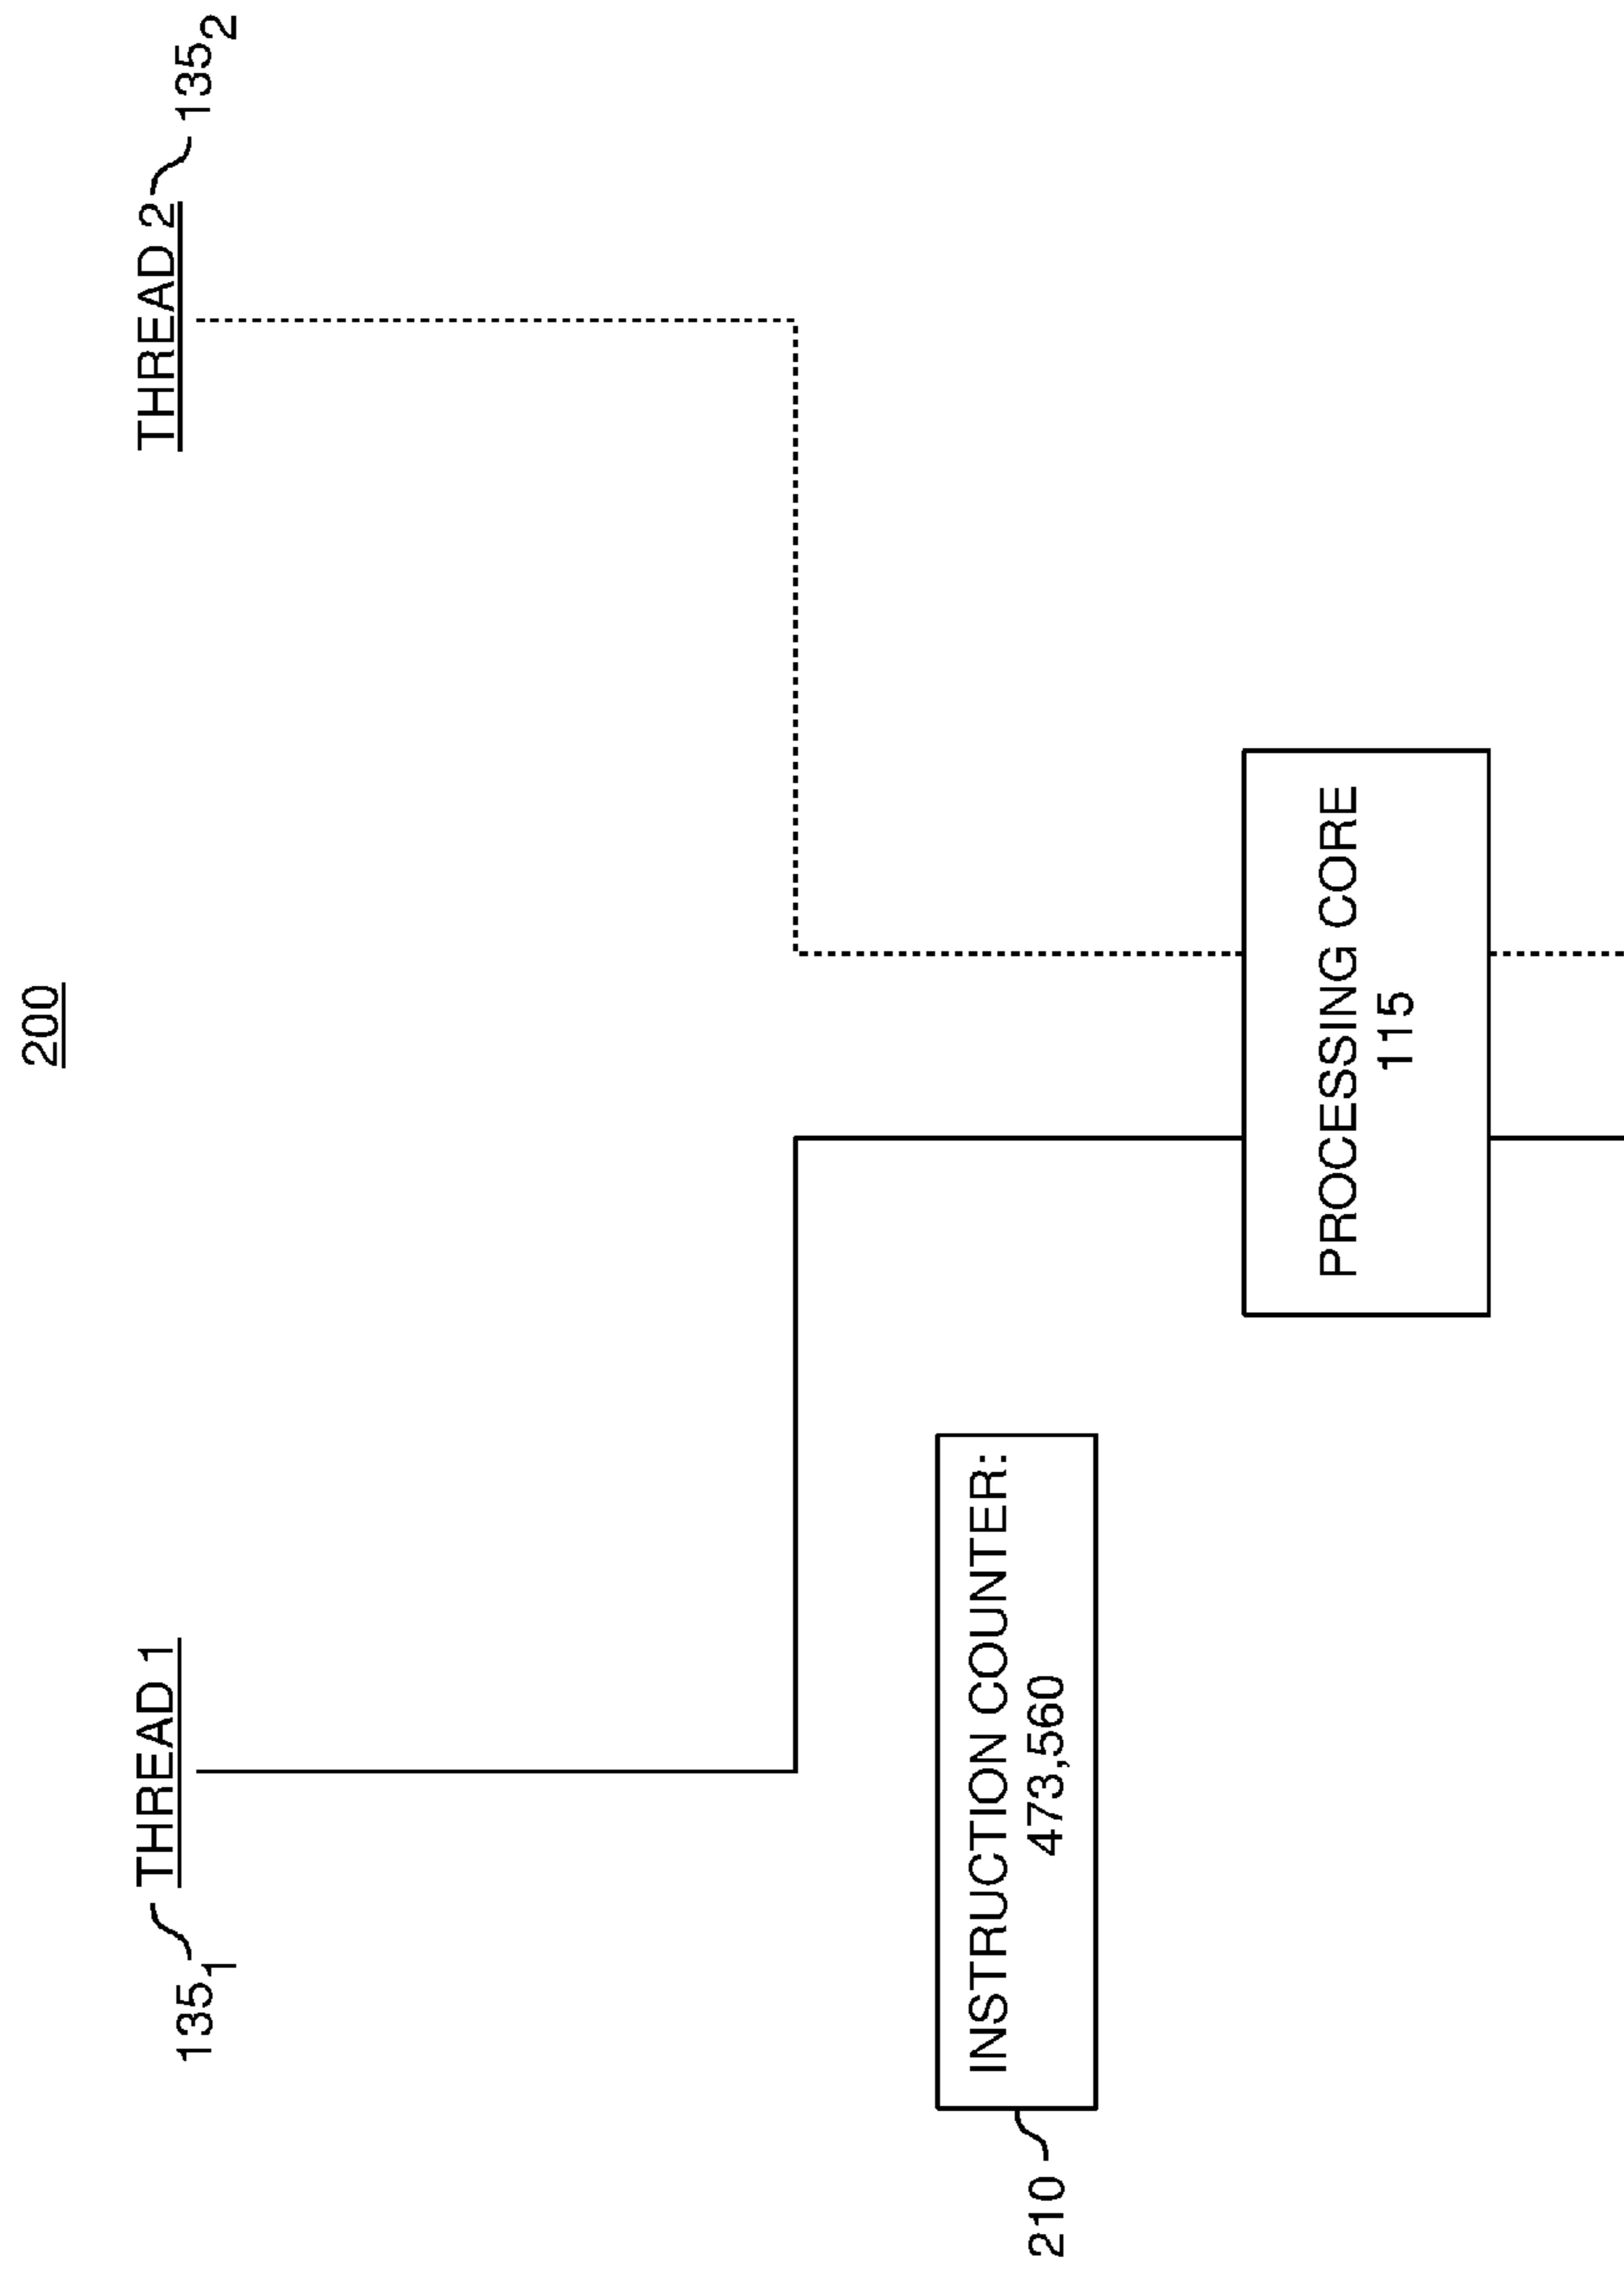 200
135₁ THREAD 1
THREAD 2 135₂
210
INSTRUCTION COUNTER:
473,560
PROCESSING CORE
115